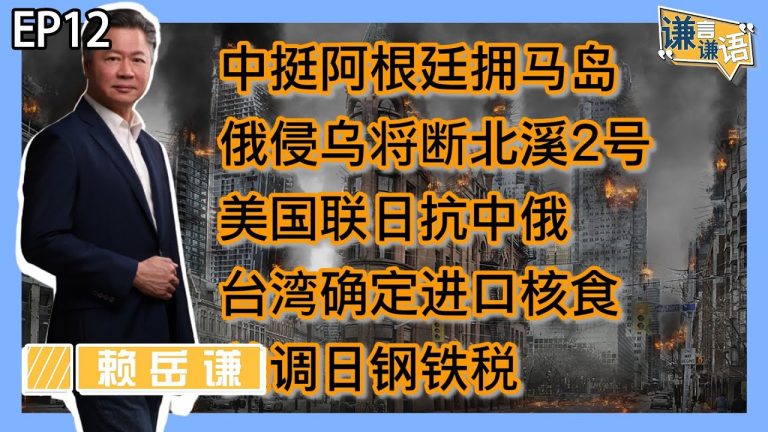 EP12
谦言谦语
中挺阿根廷拥马岛
俄侵乌将断北溪2号
美国联日抗中俄
台湾确定进口核食
调日钢铁税
赖岳谦